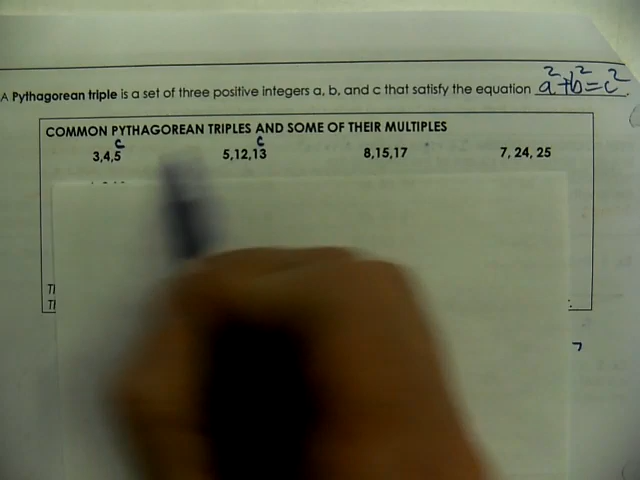 A Pythagorean triple is a set of three positive integers a, b, and c that satisfy the equation a²+b²=c².
COMMON PYTHAGOREAN TRIPLES AND SOME OF THEIR MULTIPLES
c c
3,4,5 5,12,13 8,15,17 7, 24, 25